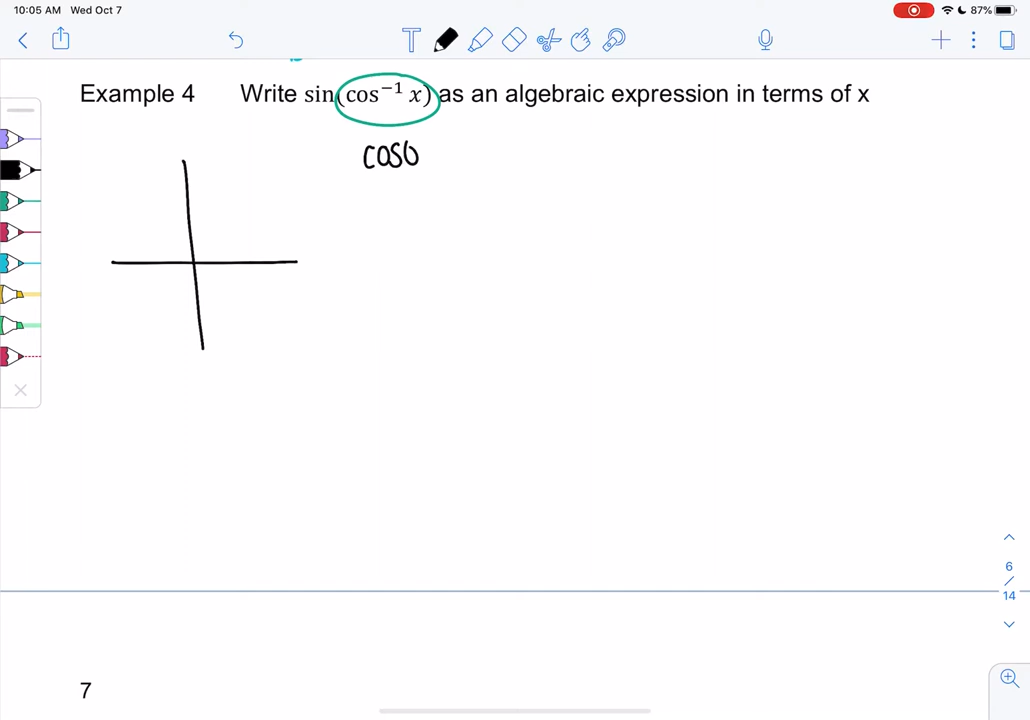 10:05 AM Wed Oct 7
87%
T
Example 4 Write sin(cos⁻¹ x) as an algebraic expression in terms of x
cos
6
/
14
7